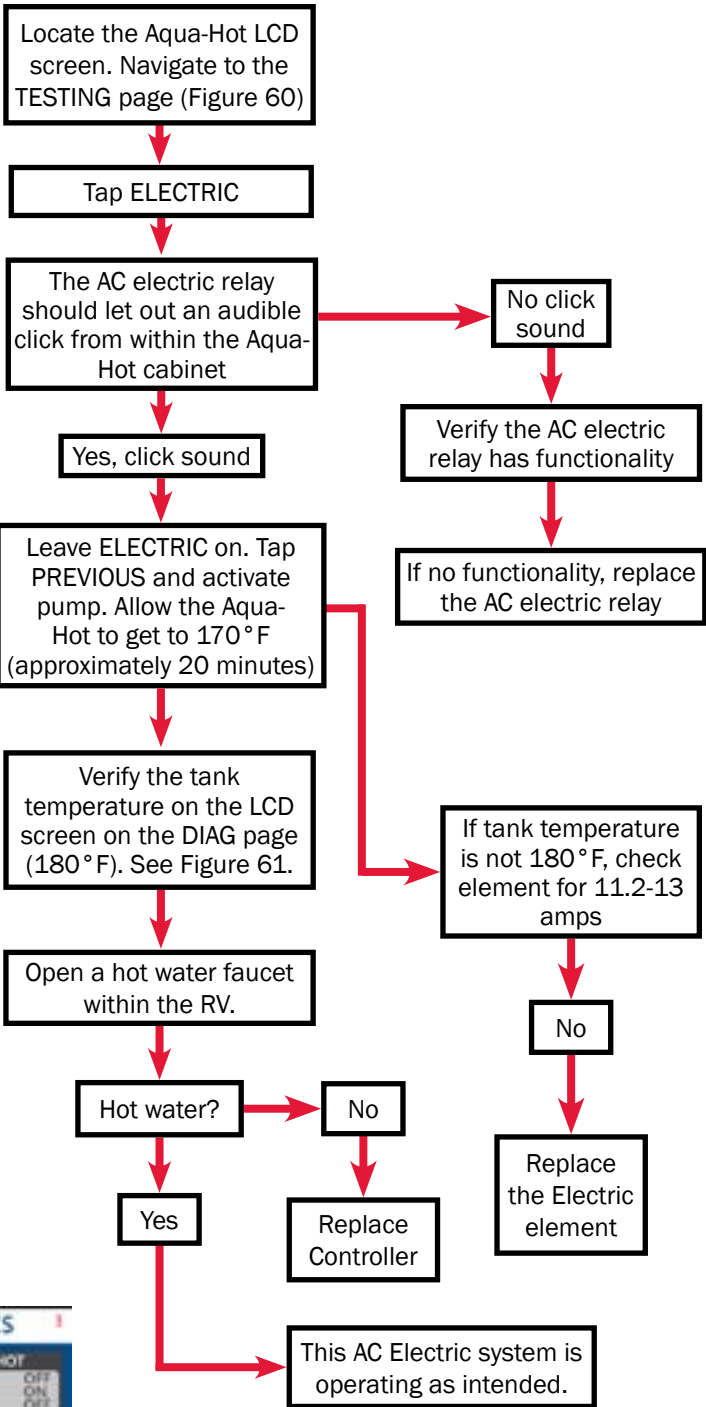 Locate the Aqua-Hot LCD
screen. Navigate to the
TESTING page (Figure 60)
Tap ELECTRIC
The AC electric relay
should let out an audible
click from within the Aqua-
Hot cabinet
No click
sound
Yes, click sound
Verify the AC electric
relay has functionality
If no functionality, replace
the AC electric relay
Leave ELECTRIC on. Tap
PREVIOUS and activate
pump. Allow the Aqua-
Hot to get to 170°F
(approximately 20 minutes)
Verify the tank
temperature on the LCD
screen on the DIAG page
(180°F). See Figure 61.
If tank temperature
is not 180°F, check
element for 11.2-13
amps
Open a hot water faucet
within the RV.
No
Hot water?
No
Replace
the Electric
element
Yes
Replace
Controller
This AC Electric system is
operating as intended.
HOT
OFF
ON
OFF